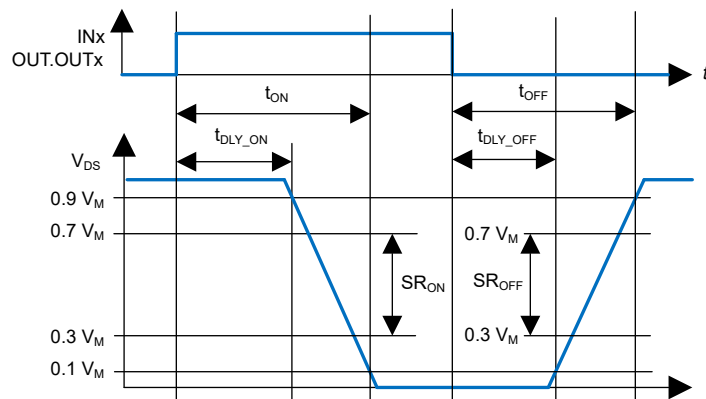 INx
OUT.OUTx
t
tON
tOFF
tDLY_ON
tDLY_OFF
VDS
0.9 VM
0.7 VM
0.7 VM
SRON
SROFF
0.3 VM
0.3 VM
0.1 VM